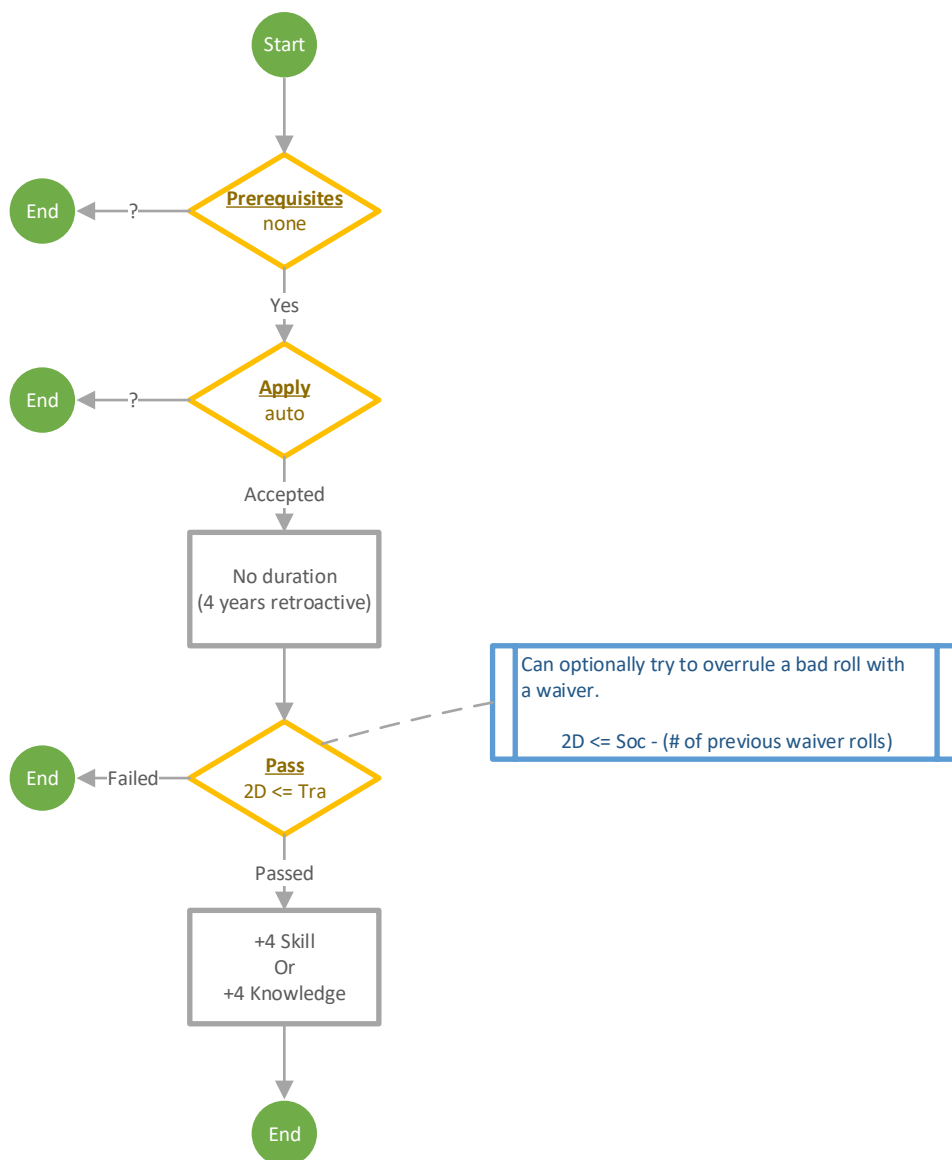 Start
Prerequisites
none
?
End
Yes
Apply
auto
?
End
Accepted
No duration
(4 years retroactive)
Can optionally try to overrule a bad roll with
a waiver.
2D <= Soc - (# of previous waiver rolls)
Pass
2D <= Tra
Failed
End
Passed
+4 Skill
Or
+4 Knowledge
End